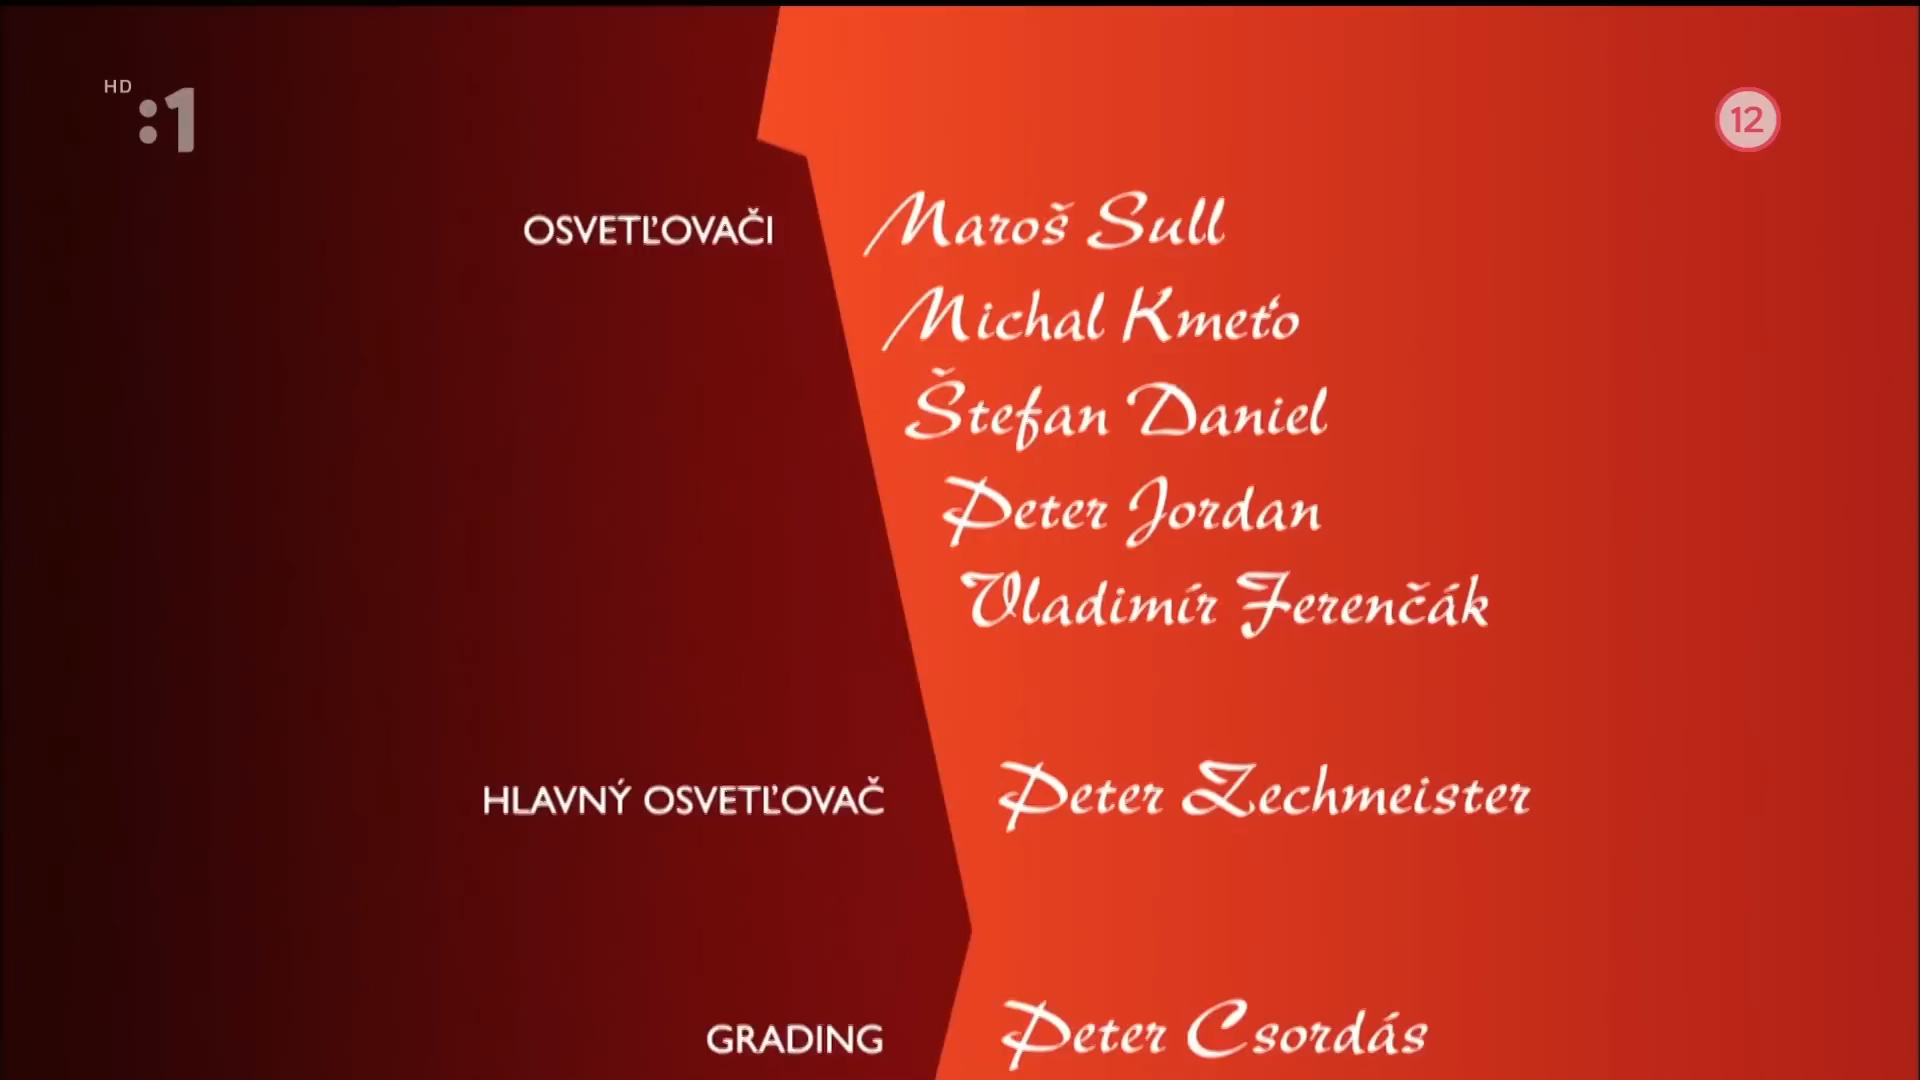 HD
:1
12
OSVETĽOVAČI Maroš Sull
Michal Kmeťo
Štefan Daniel
Peter Jordan
Vladimír Ferenčák
HLAVNÝ OSVETĽOVAČ Peter Zechmeister
GRADING Peter Csordás